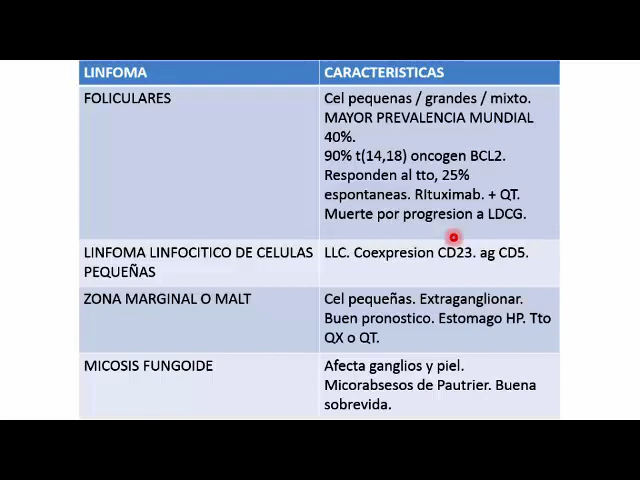 LINFOMA
CARACTERISTICAS
FOLICULARES
Cel pequenas / grandes / mixto.
MAYOR PREVALENCIA MUNDIAL
40%.
90% t(14,18) oncogen BCL2.
Responden al tto, 25%
espontaneas. RItuximab. + QT.
Muerte por progresion a LDCG.
LINFOMA LINFOCITICO DE CELULAS
PEQUEÑAS
LLC. Coexpresion CD23. ag CD5.
ZONA MARGINAL O MALT
Cel pequeñas. Extraganglionar.
Buen pronostico. Estomago HP. Tto
QX o QT.
MICOSIS FUNGOIDE
Afecta ganglios y piel.
Micorabsesos de Pautrier. Buena
sobrevida.